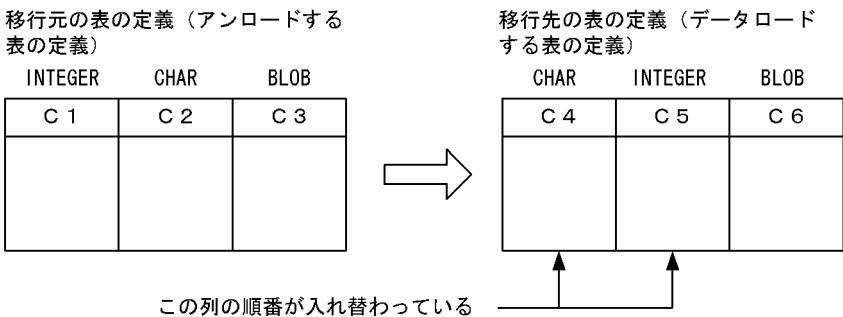 移行元の表の定義（アンロードする
表の定義）
移行先の表の定義（データロード
する表の定義）
INTEGER CHAR BLOB
CHAR INTEGER BLOB
Ｃ１ Ｃ２ Ｃ３
Ｃ４ Ｃ５ Ｃ６
この列の順番が入れ替わっている